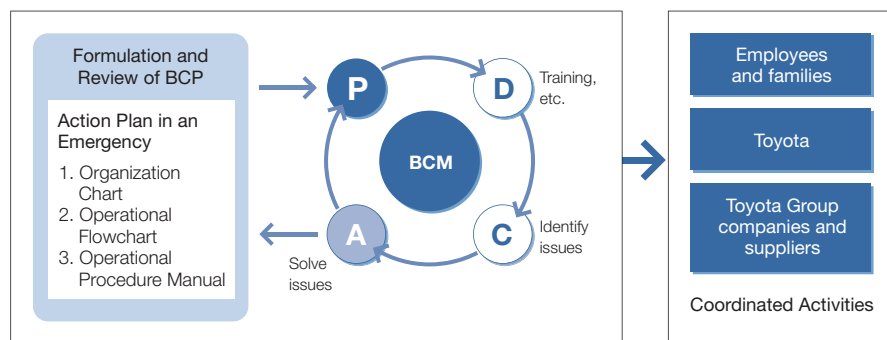 Formulation and
Review of BCP
Action Plan in an
Emergency
1. Organization
Chart
2. Operational
Flowchart
3. Operational
Procedure Manual
P
D
Training,
etc.
BCM
A
C
Identify
issues
Solve
issues
Employees
and families
Toyota
Toyota Group
companies and
suppliers
Coordinated Activities